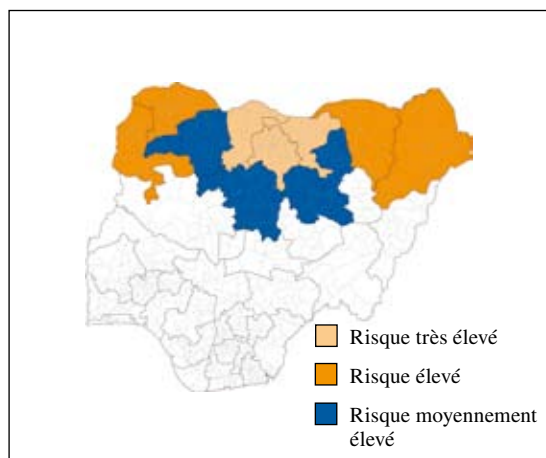 Risque très élevé
Risque élevé
Risque moyennement
élevé